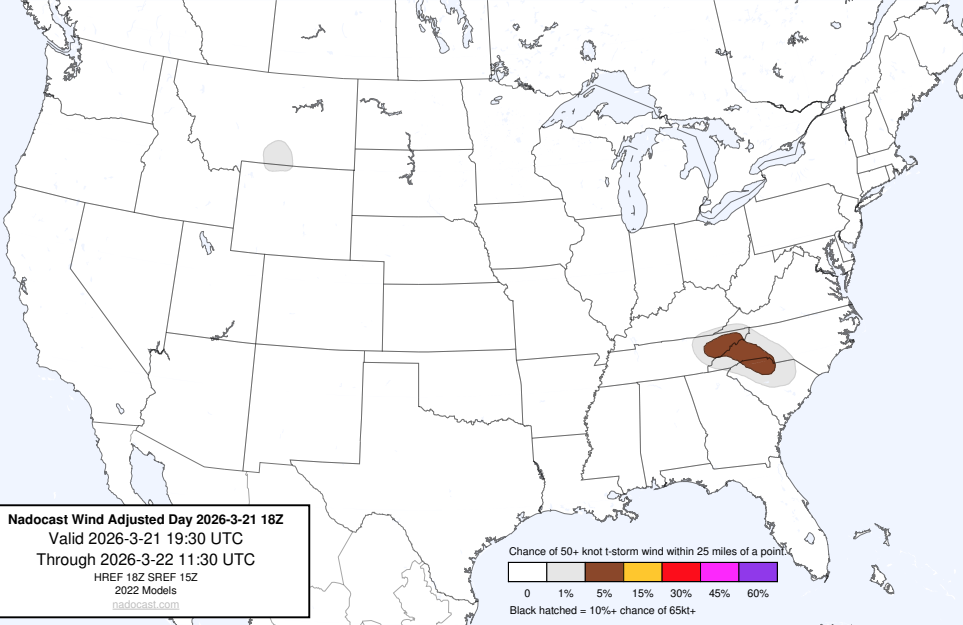 Nadocast Wind Adjusted Day 2026-3-21 18Z
Valid 2026-3-21 19:30 UTC
Through 2026-3-22 11:30 UTC
HREF 18Z SREF 15Z
2022 Models
nadocast.com
Chance of 50+ knot t-storm wind within 25 miles of a point.
0 1% 5% 15% 30% 45% 60%
Black hatched = 10%+ chance of 65kt+